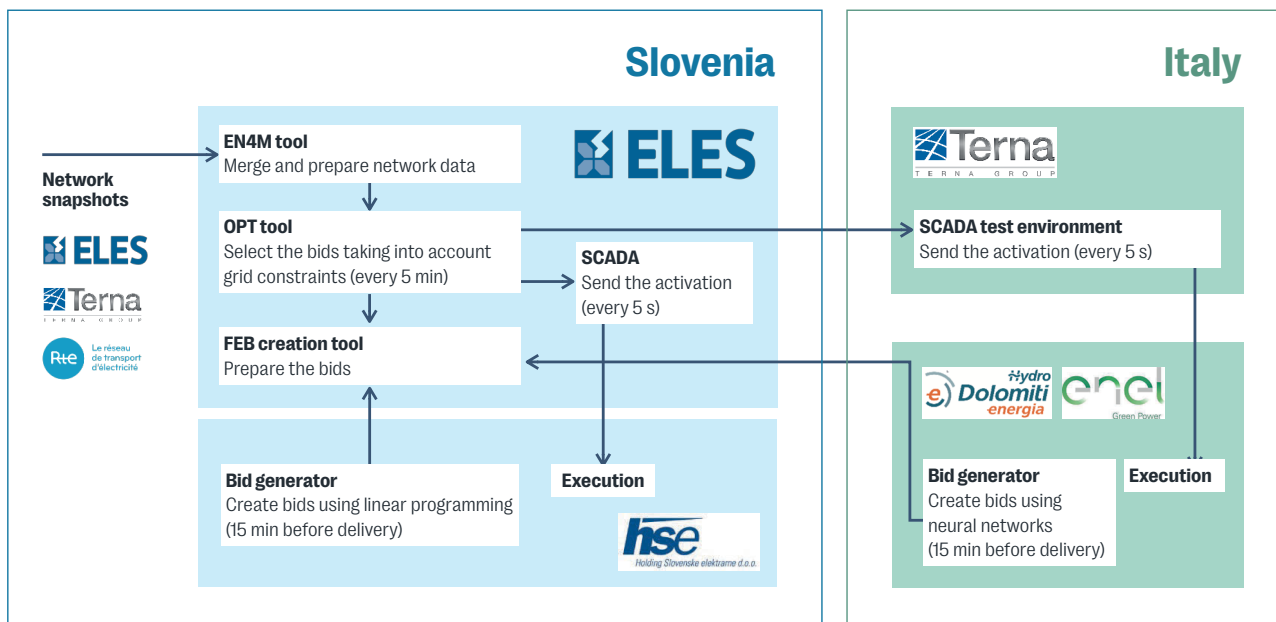 Slovenia
Italy
Network
snapshots
ELES
Terna
TERNA GROUP
Rte
Le réseau
de transport
d'électricité
EN4M tool
Merge and prepare network data
ELES
OPT tool
Select the bids taking into account
grid constraints (every 5 min)
SCADA
Send the activation
(every 5 s)
FEB creation tool
Prepare the bids
Bid generator
Create bids using linear programming
(15 min before delivery)
Execution
hse
Holding Slovenske elektrarne d.o.o.
Terna
TERNA GROUP
SCADA test environment
Send the activation (every 5 s)
Hydro
Dolomiti
energia
enel
Green Power
Bid generator
Create bids using
neural networks
(15 min before delivery)
Execution